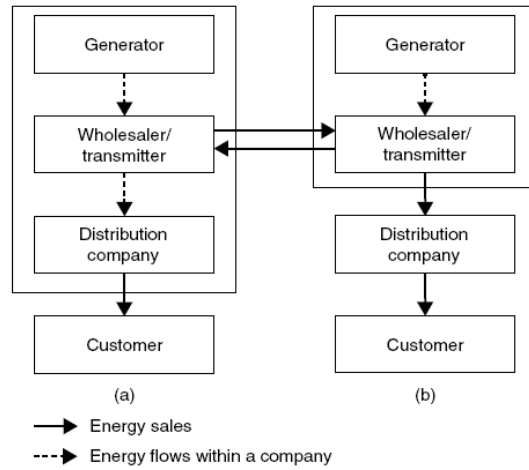 Generator
Generator
Wholesaler/
transmitter
Wholesaler/
transmitter
Distribution
company
Distribution
company
Customer
Customer
(a)
(b)
Energy sales
Energy flows within a company